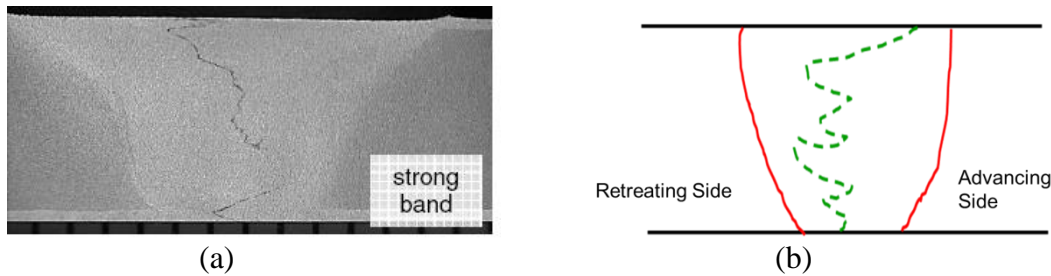 strong
band
Retreating Side
Advancing
Side
(a)
(b)